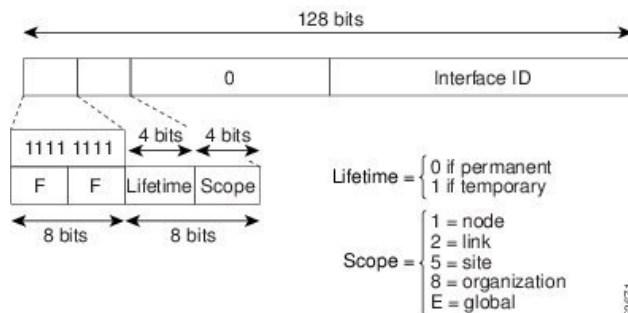 128 bits
0 Interface ID
1111 1111 4 bits 4 bits
F F Lifetime Scope
8 bits 8 bits
Lifetime = 0 if permanent
1 if temporary
Scope = 1 = node
2 = link
5 = site
8 = organization
E = global